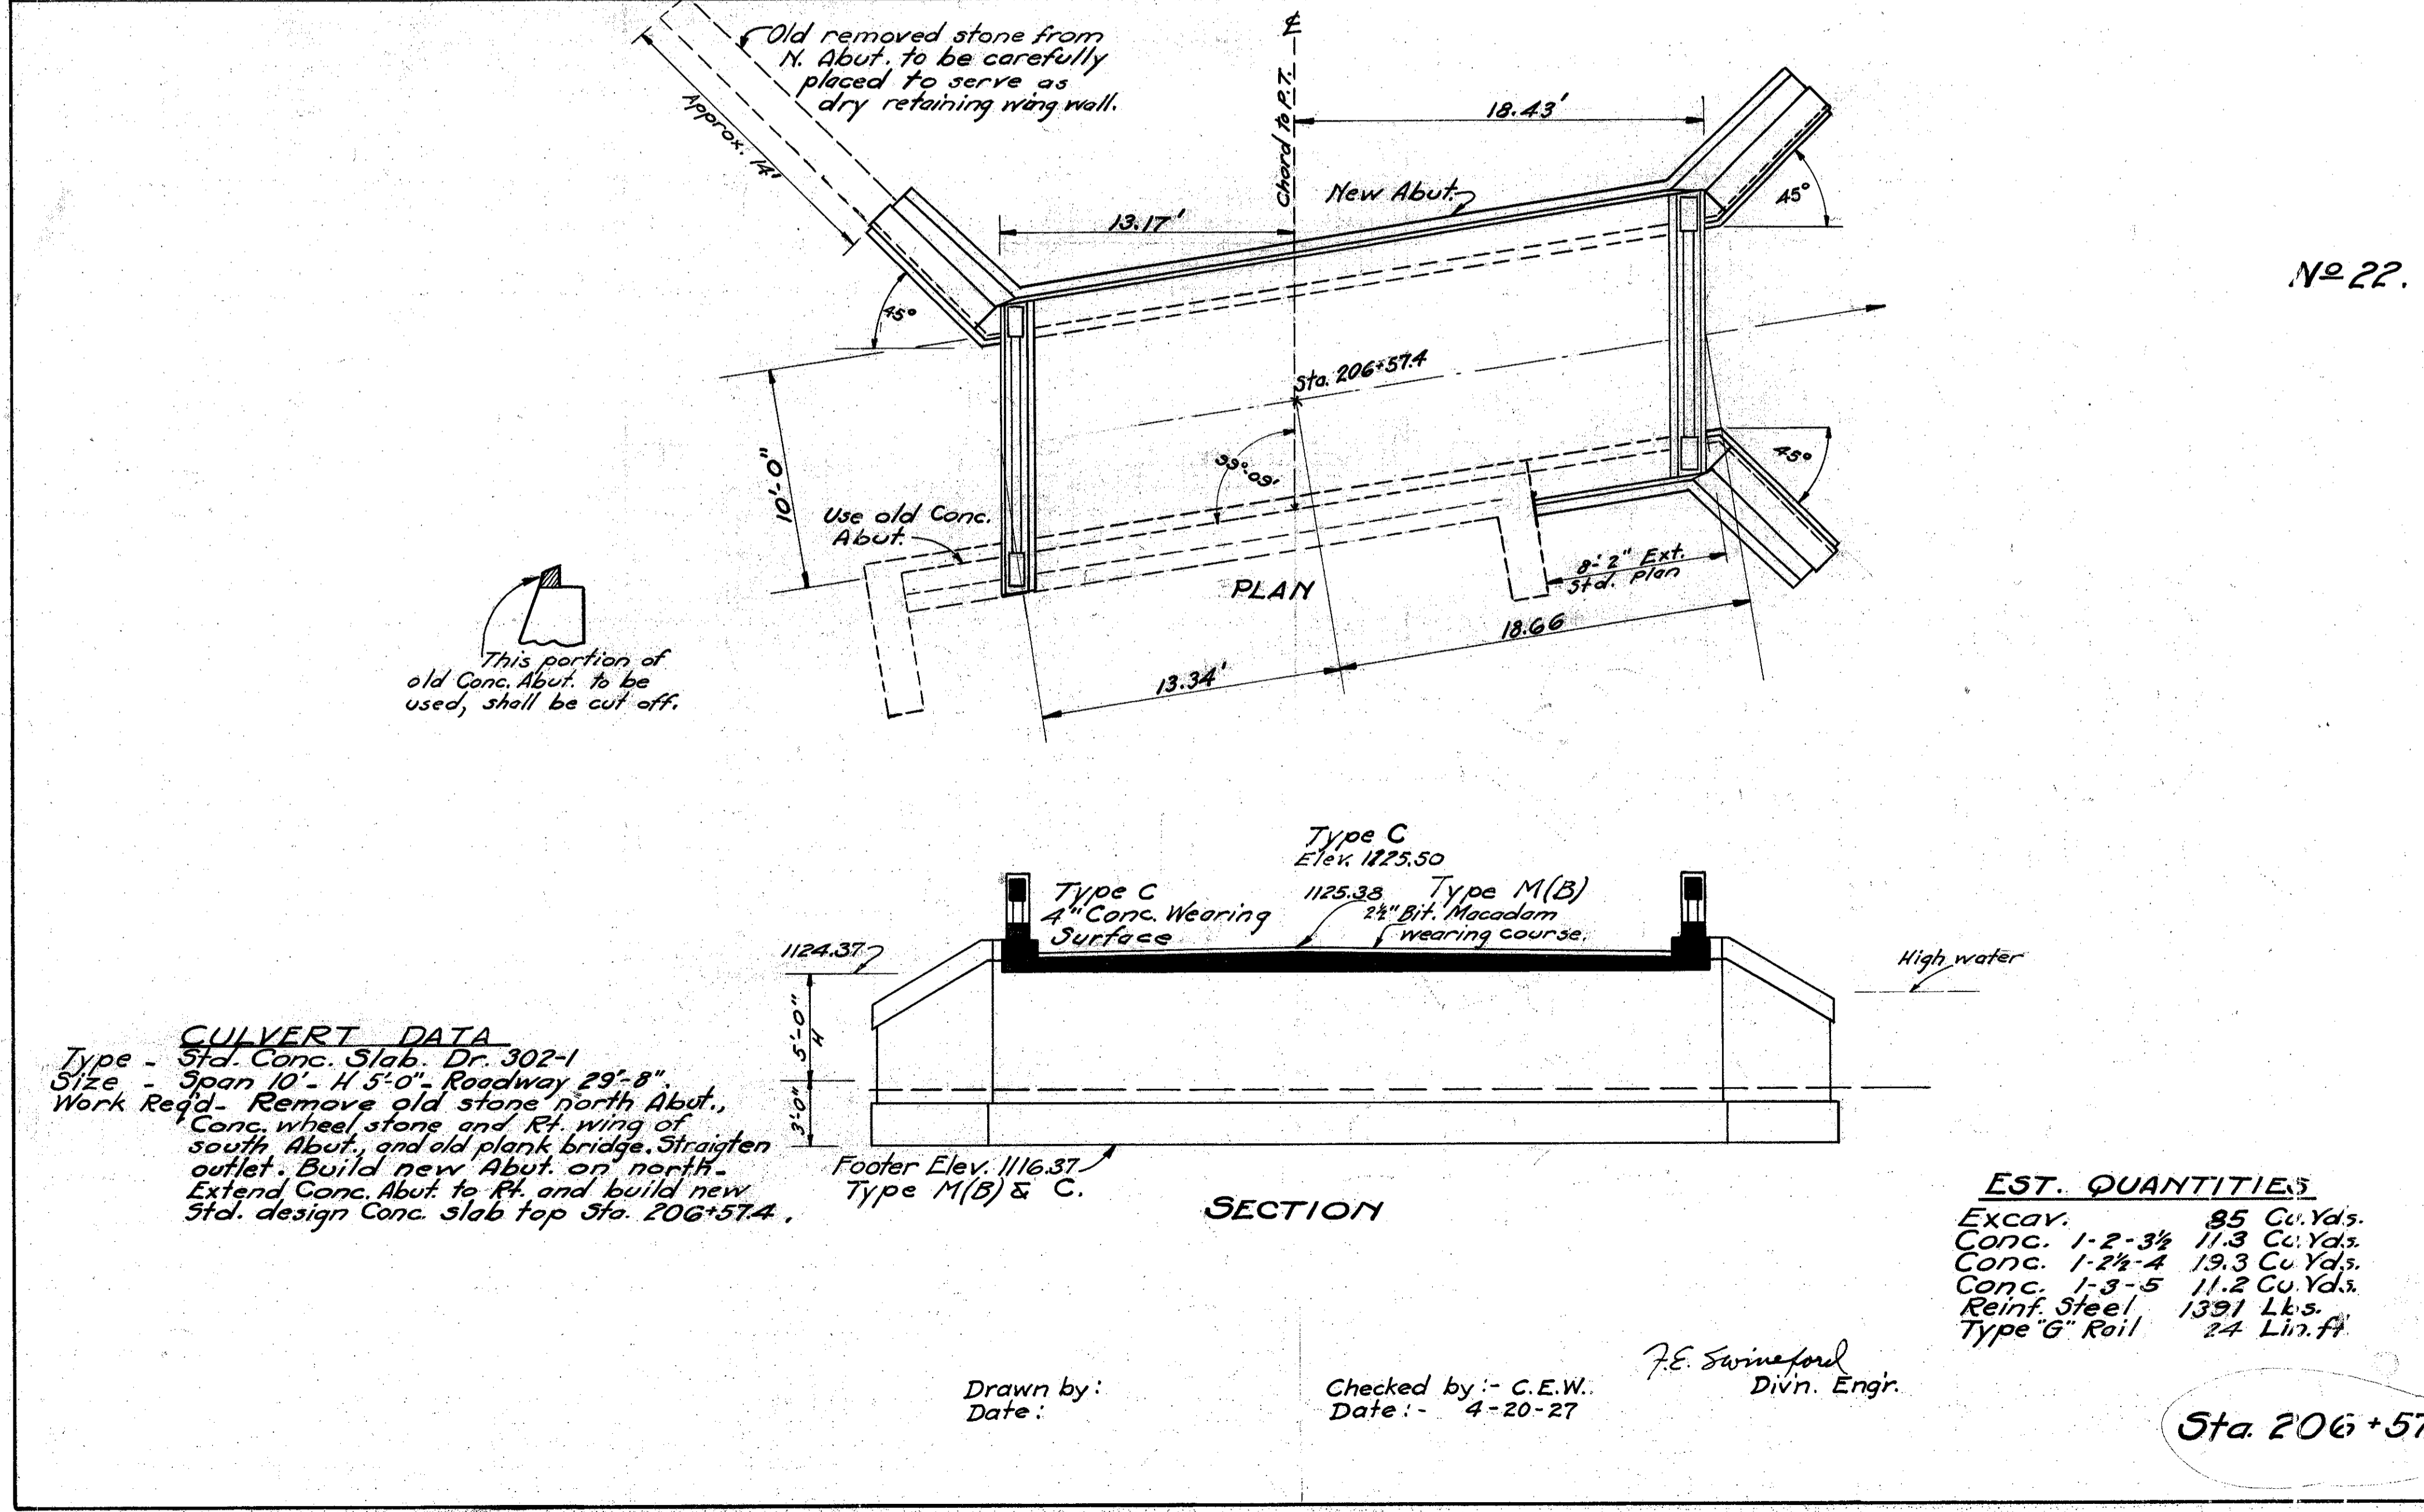 Old removed stone from
N. Abut. to be carefully
placed to serve as
dry retaining wing wall.
Approx. 14'
Chord to P.T.
℄
18.43'
New Abut.
13.17'
45°
45°
Nº 22.
Sta. 206+57.4
10'-0"
45°
Use old Conc.
Abut.
8'-2" Ext.
Std. Plan
PLAN
18.66
13.34'
This portion of
old Conc. Abut. to be
used, shall be cut off.
Type C
Elev. 1125.50
Type C
4" Conc. Wearing
Surface
1125.38
Type M(B)
2½" Bit. Macadam
wearing course.
1124.37
High water
5'-0"
H
3'-0"
CULVERT DATA
Type - Std. Conc. Slab. Dr. 302-1
Size - Span 10'- H 5'-0"- Roadway 29'-8".
Work Req'd- Remove old stone north Abut.,
Conc. wheel stone and Rt. wing of
south Abut., and old plank bridge. Straigten
outlet. Build new Abut. on north-
Extend Conc. Abut. to Rt. and build new
Std. design Conc. slab top Sta. 206+57.4.
Footer Elev. 1116.37
Type M(B) & C.
SECTION
EST. QUANTITIES
Excav. 85 Cu. Yds.
Conc. 1-2-3½ 11.3 Cu. Yds.
Conc. 1-2½-4 19.3 Cu. Yds.
Conc. 1-3-5 11.2 Cu. Yds.
Reinf. Steel 1391 Lbs.
Type "G" Rail 24 Lin. ft.
Drawn by:
Date:
Checked by:- C.E.W.
Date:- 4-20-27
F.E. Swineford
Div'n. Eng'r.
Sta. 206+57